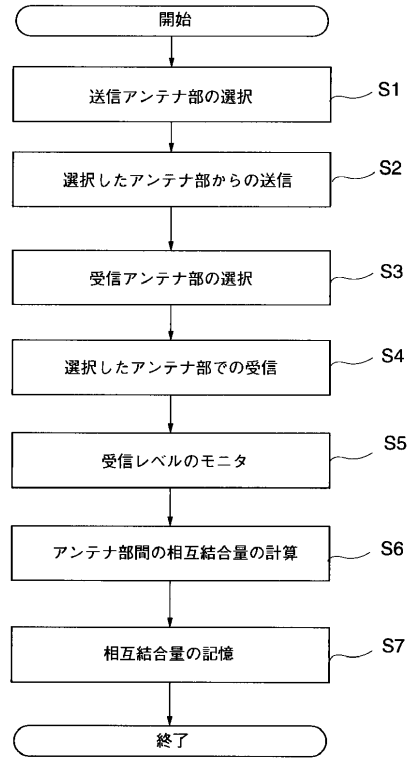 開始
送信アンテナ部の選択
S1
選択したアンテナ部からの送信
S2
受信アンテナ部の選択
S3
選択したアンテナ部での受信
S4
受信レベルのモニタ
S5
アンテナ部間の相互結合量の計算
S6
相互結合量の記憶
S7
終了